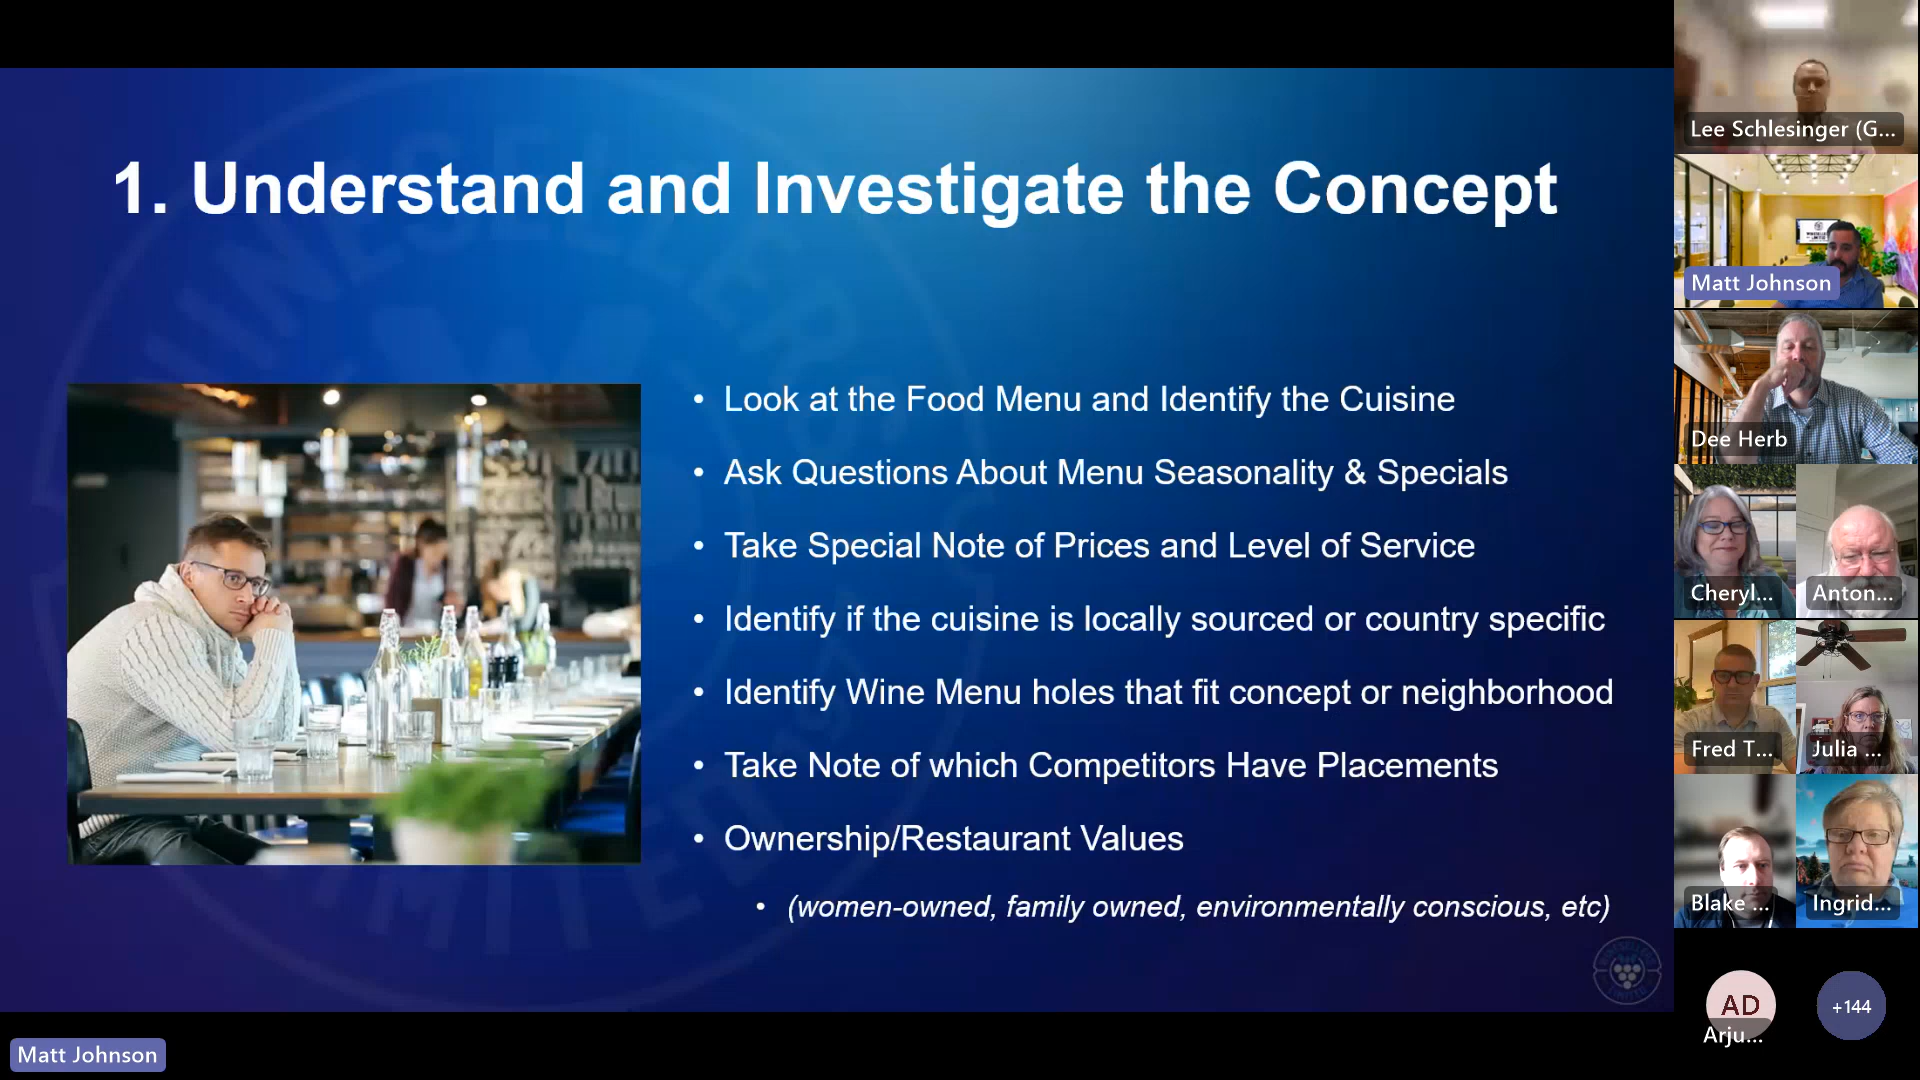 1. Understand and Investigate the Concept
• Look at the Food Menu and Identify the Cuisine
• Ask Questions About Menu Seasonality & Specials
• Take Special Note of Prices and Level of Service
• Identify if the cuisine is locally sourced or country specific
• Identify Wine Menu holes that fit concept or neighborhood
• Take Note of which Competitors Have Placements
• Ownership/Restaurant Values
• (women-owned, family owned, environmentally conscious, etc)
WINESELLERS
LIMITED
Matt Johnson
Lee Schlesinger (G...
Matt Johnson
Dee Herb
Cheryl...
Anton...
Fred T...
Julia ...
Blake ...
Ingrid...
AD
Arju...
+144